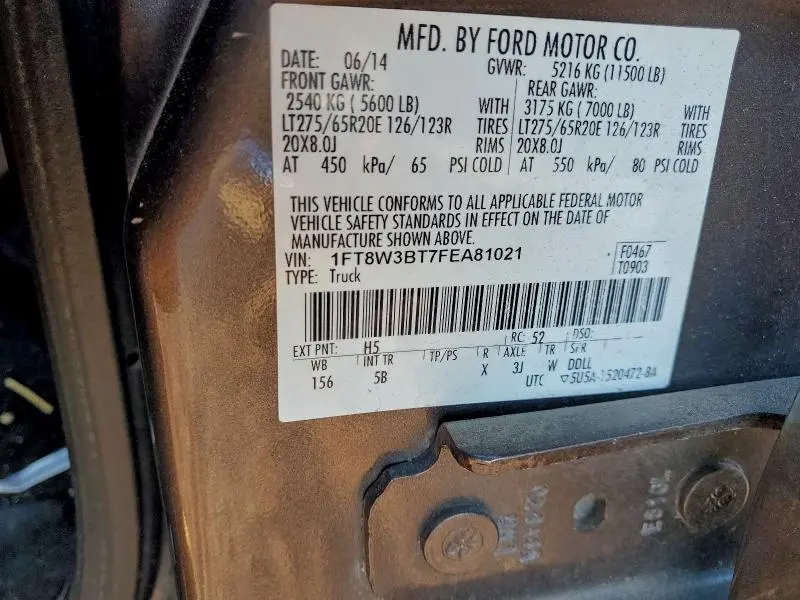 MFD. BY FORD MOTOR CO.
DATE: 06/14 GVWR: 5216 KG (11500 LB)
FRONT GAWR: REAR GAWR:
2540 KG ( 5600 LB) WITH 3175 KG ( 7000 LB) WITH
LT275/65R20E 126/123R TIRES LT275/65R20E 126/123R TIRES
20X8.0J RIMS 20X8.0J RIMS
AT 450 kPa/ 65 PSI COLD AT 550 kPa/ 80 PSI COLD
THIS VEHICLE CONFORMS TO ALL APPLICABLE FEDERAL MOTOR
VEHICLE SAFETY STANDARDS IN EFFECT ON THE DATE OF
MANUFACTURE SHOWN ABOVE.
VIN: 1FT8W3BT7FEA81021 F0467
TYPE: Truck T0903
EXT PNT: H5 RC: 52 DSO:
WB INT TR TP/PS R AXLE TR SPR
156 5B X 3J W DDLL
UTC ▽5U5A-1520472-BA